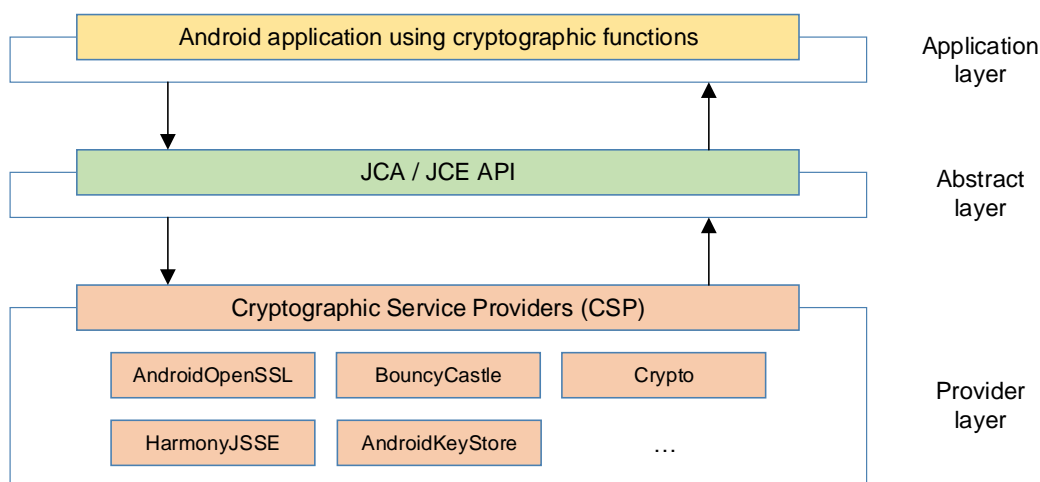 Android application using cryptographic functions
Application
layer
JCA / JCE API
Abstract
layer
Cryptographic Service Providers (CSP)
AndroidOpenSSL
BouncyCastle
Crypto
Provider
layer
HarmonyJSSE
AndroidKeyStore
...